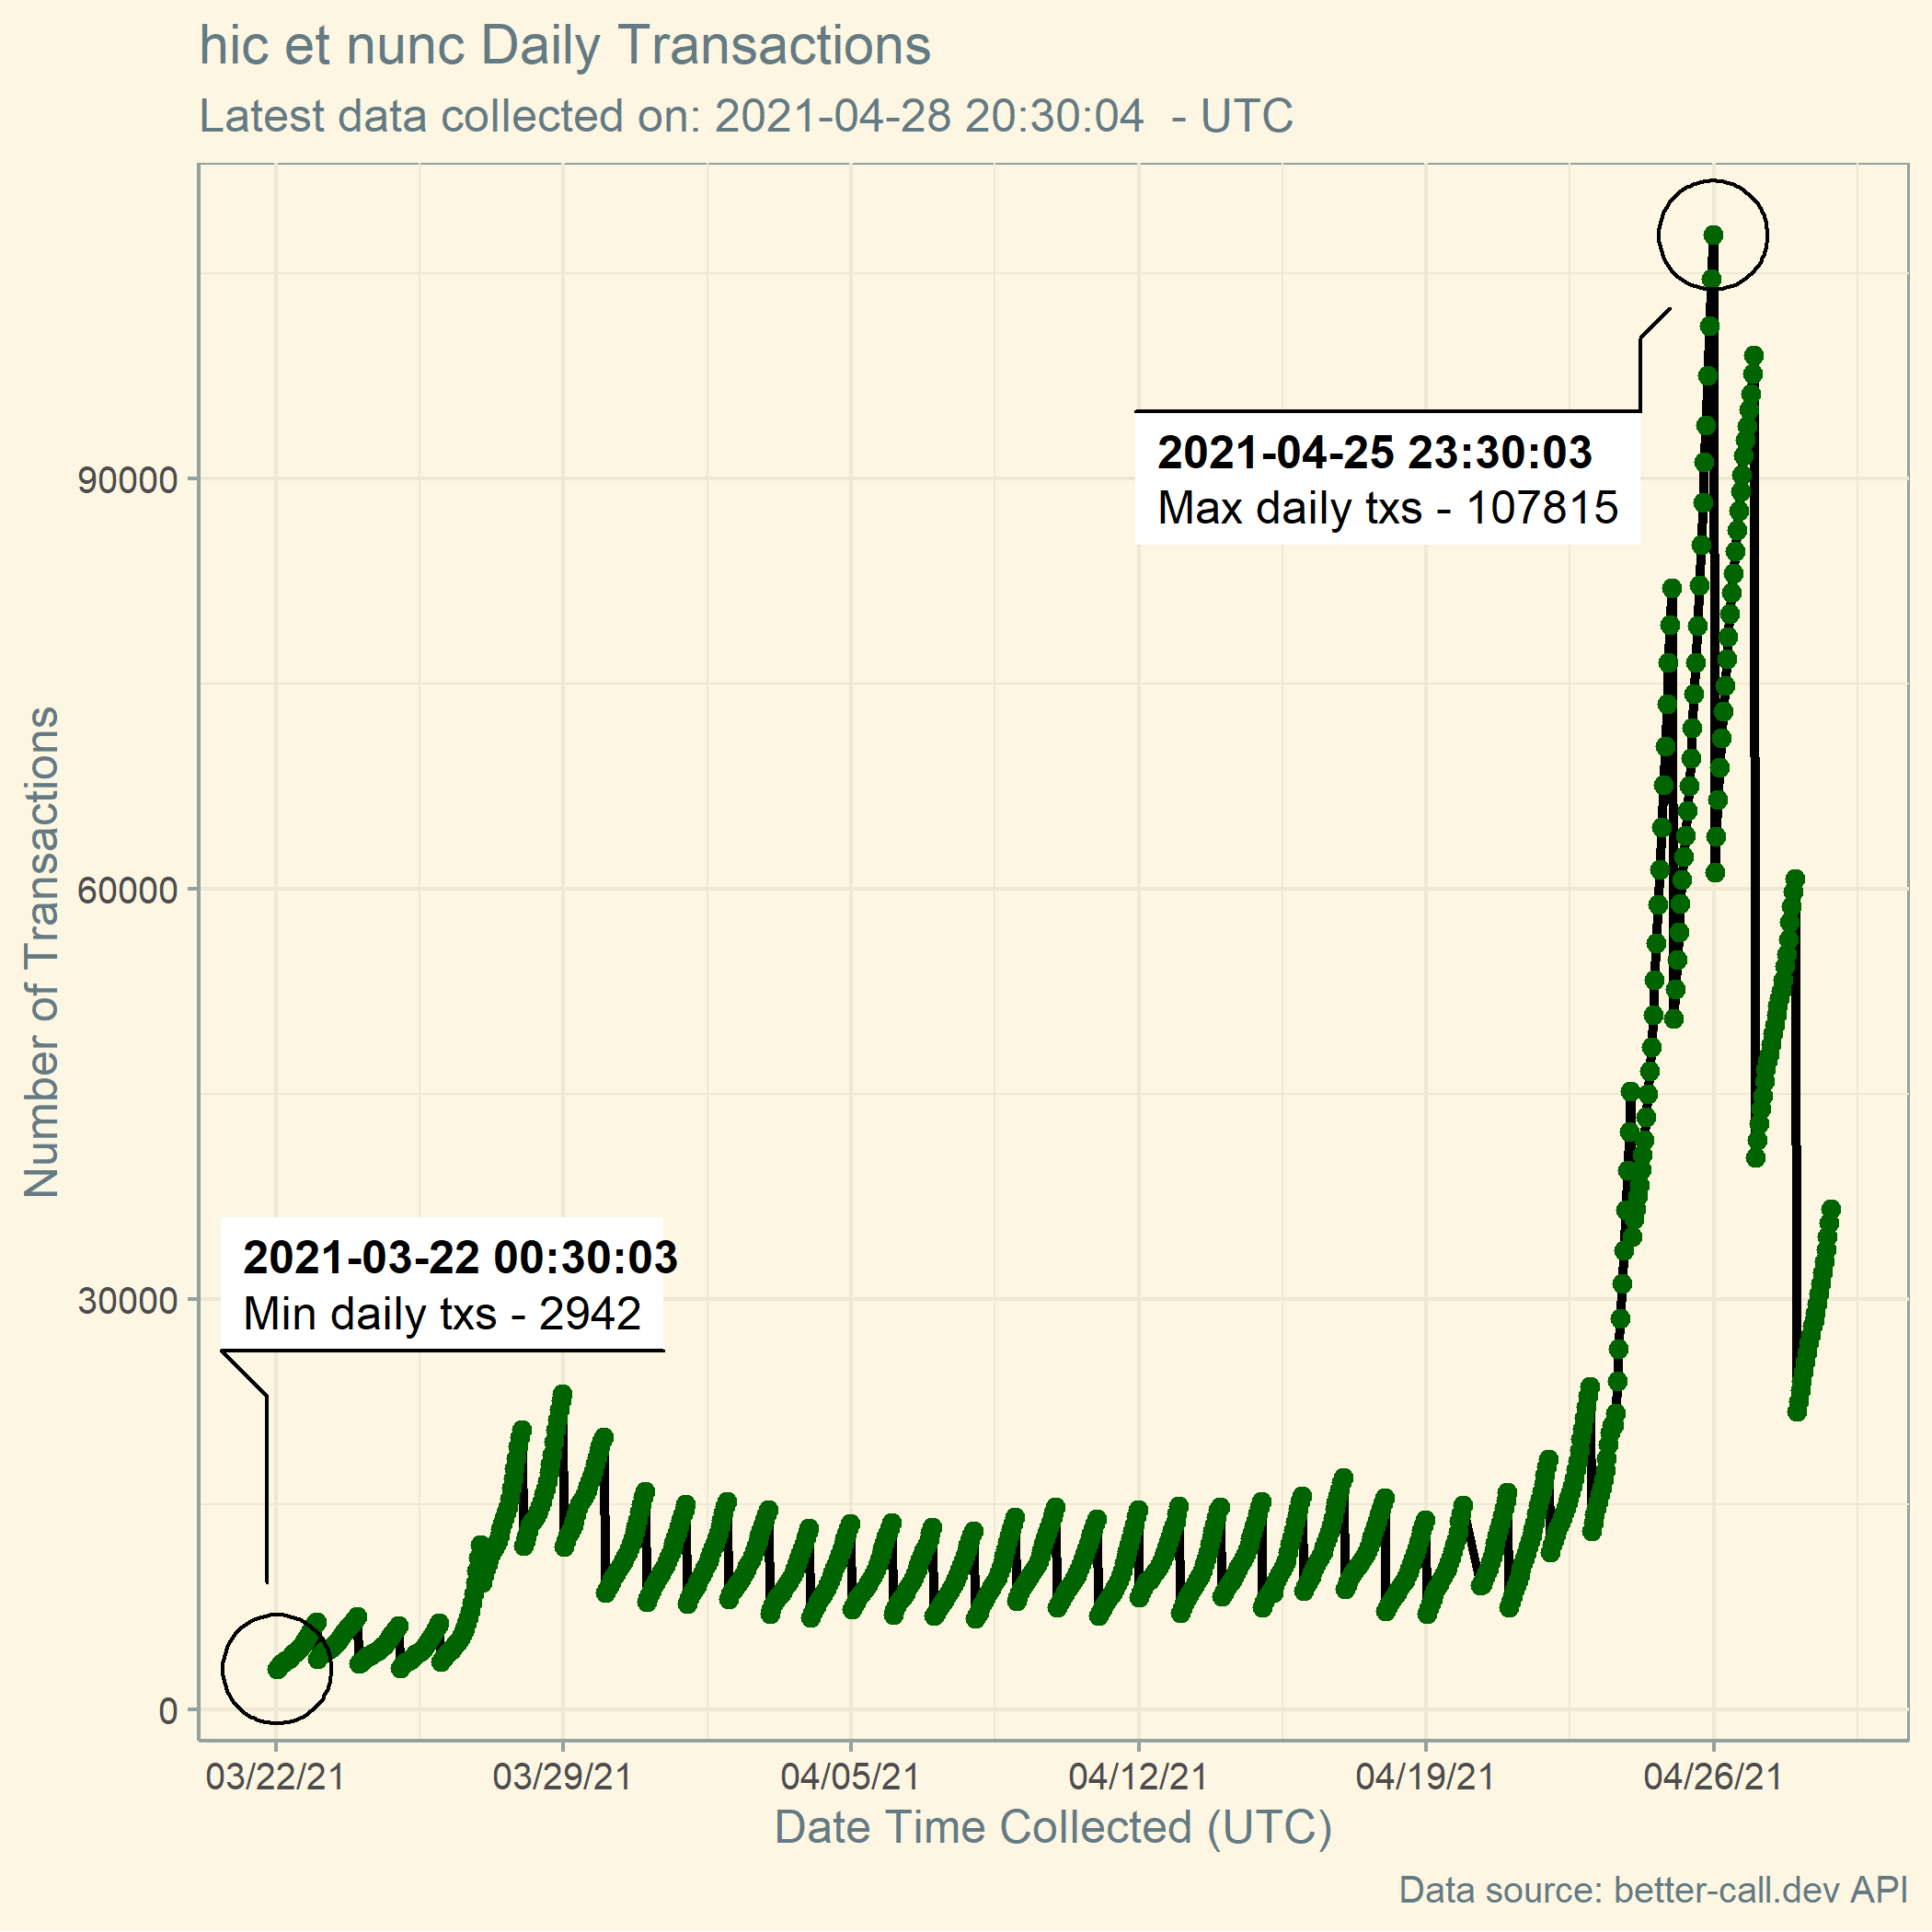 hic et nunc Daily Transactions
Latest data collected on: 2021-04-28 20:30:04  - UTC
2021-04-25 23:30:03
Max daily txs - 107815
90000
60000
30000
0
Number of Transactions
2021-03-22 00:30:03
Min daily txs - 2942
03/22/21
03/29/21
04/05/21
04/12/21
04/19/21
04/26/21
Date Time Collected (UTC)
Data source: better-call.dev API